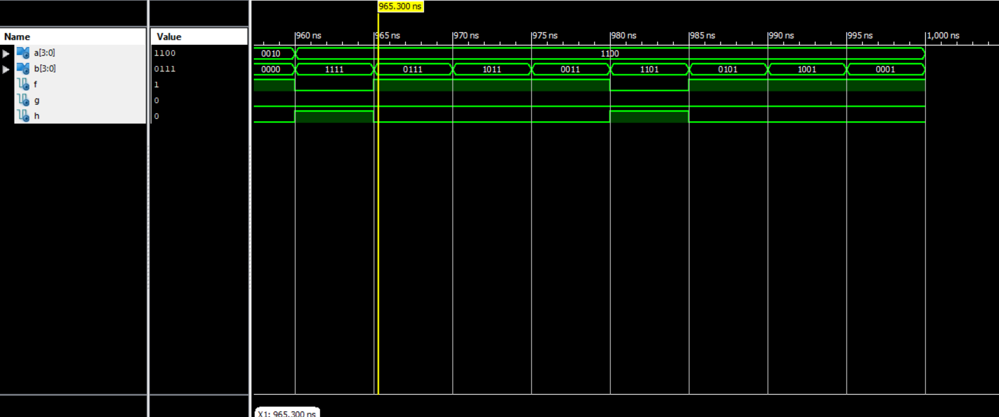 965.300 ns
960 ns 965 ns 970 ns 975 ns 980 ns 985 ns 990 ns 995 ns 1,000 ns
Name Value
a[3:0] 1100 0010 1100
b[3:0] 0111 0000 1111 0111 1011 0011 1101 0101 1001 0001
f 1
g 0
h 0
X1: 965.300 ns